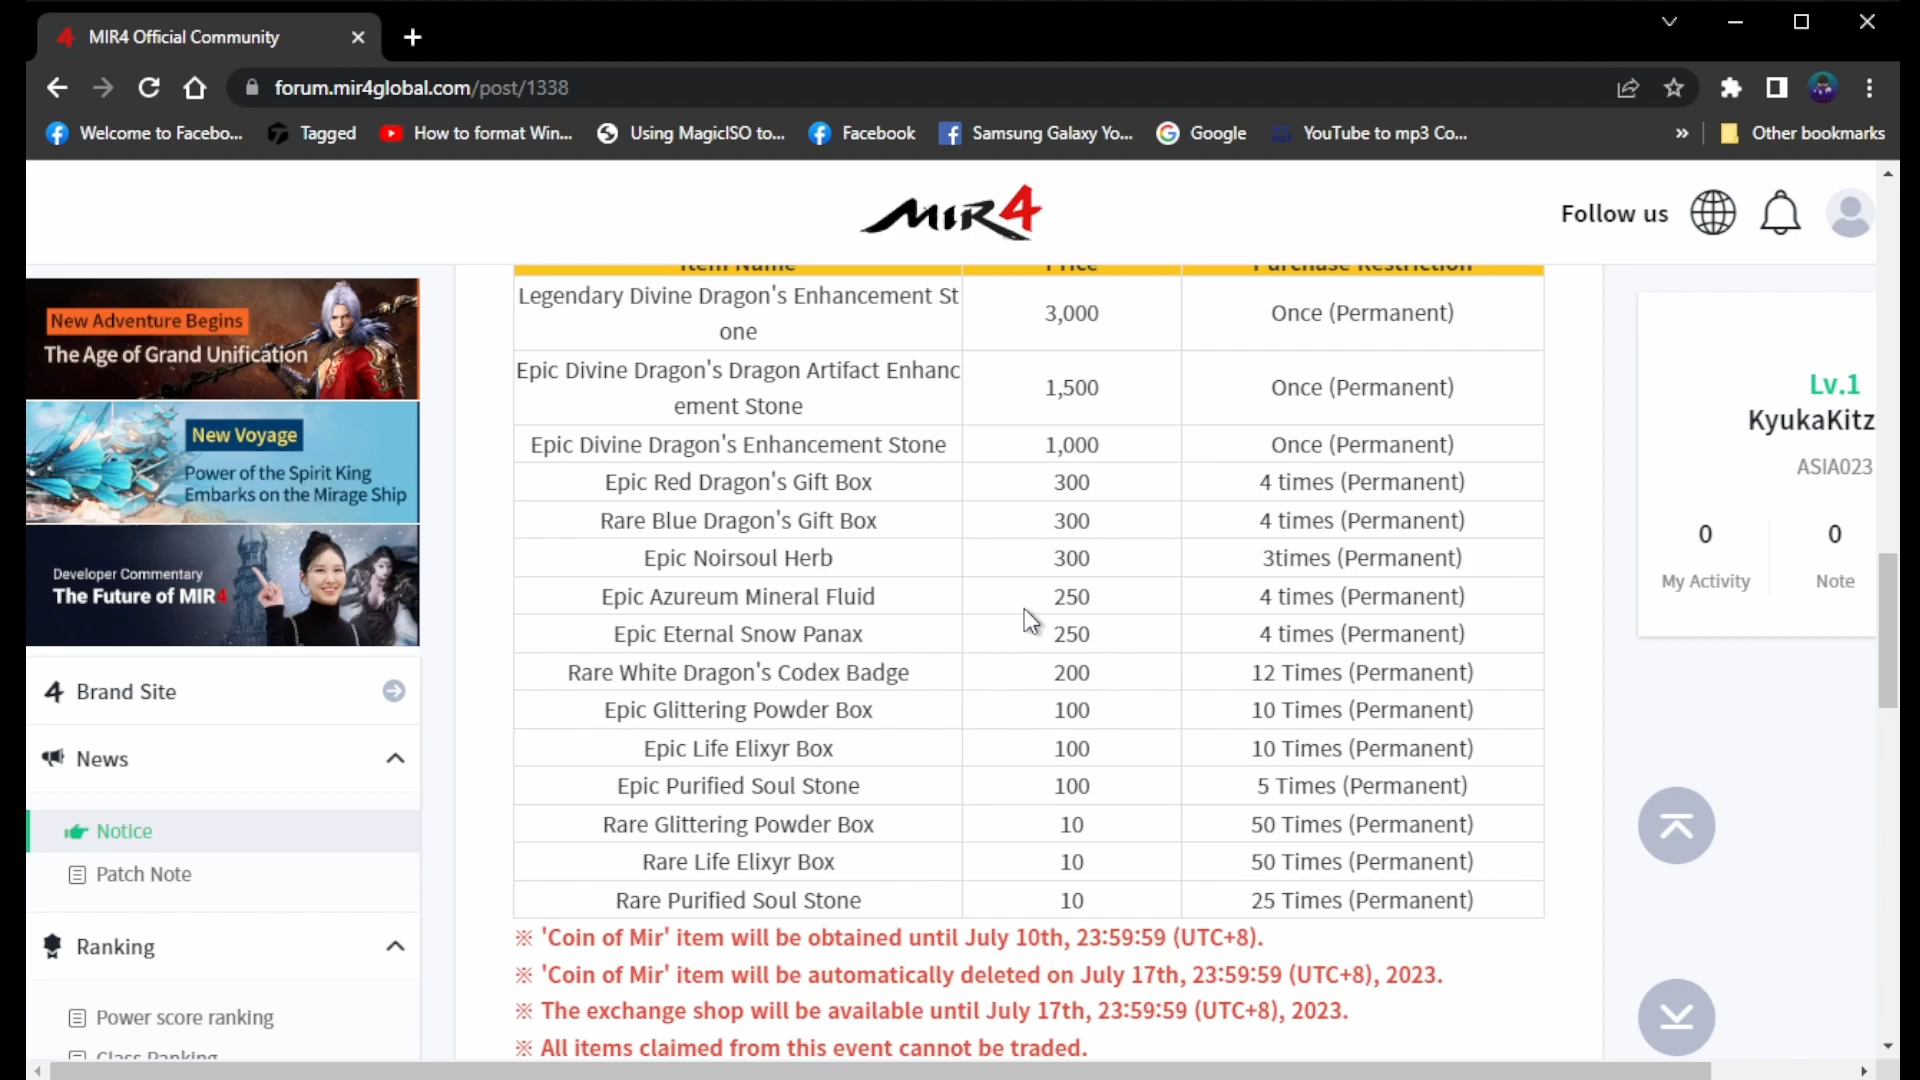 MIR4 Official Community
forum.mir4global.com/post/1338
Welcome to Facebo... Tagged How to format Win... Using MagicISO to... Facebook Samsung Galaxy Yo... Google YouTube to mp3 Co... » Other bookmarks
MIR4
Follow us
New Adventure Begins
The Age of Grand Unification
New Voyage
Power of the Spirit King
Embarks on the Mirage Ship
Developer Commentary
The Future of MIR4
4 Brand Site
News
Notice
Patch Note
Ranking
Power score ranking
Class Ranking
Item Name Price Purchase Restriction
Legendary Divine Dragon's Enhancement St
one 3,000 Once (Permanent)
Epic Divine Dragon's Dragon Artifact Enhanc
ement Stone 1,500 Once (Permanent)
Epic Divine Dragon's Enhancement Stone 1,000 Once (Permanent)
Epic Red Dragon's Gift Box 300 4 times (Permanent)
Rare Blue Dragon's Gift Box 300 4 times (Permanent)
Epic Noirsoul Herb 300 3times (Permanent)
Epic Azureum Mineral Fluid 250 4 times (Permanent)
Epic Eternal Snow Panax 250 4 times (Permanent)
Rare White Dragon's Codex Badge 200 12 Times (Permanent)
Epic Glittering Powder Box 100 10 Times (Permanent)
Epic Life Elixyr Box 100 10 Times (Permanent)
Epic Purified Soul Stone 100 5 Times (Permanent)
Rare Glittering Powder Box 10 50 Times (Permanent)
Rare Life Elixyr Box 10 50 Times (Permanent)
Rare Purified Soul Stone 10 25 Times (Permanent)
※ 'Coin of Mir' item will be obtained until July 10th, 23:59:59 (UTC+8).
※ 'Coin of Mir' item will be automatically deleted on July 17th, 23:59:59 (UTC+8), 2023.
※ The exchange shop will be available until July 17th, 23:59:59 (UTC+8), 2023.
※ All items claimed from this event cannot be traded.
Lv.1
KyukaKitz
ASIA023
0 0
My Activity Note